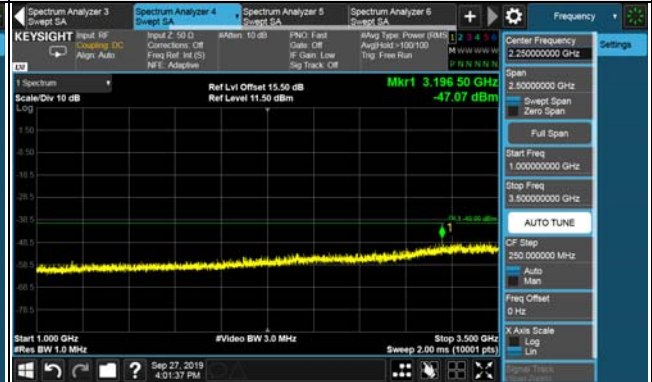 Spectrum Analyzer 3
Swept SA
Spectrum Analyzer 4
Swept SA
Spectrum Analyzer 5
Swept SA
Spectrum Analyzer 6
Swept SA
Frequency
KEYSIGHT
Input: RF
Coupling: DC
Align: Auto
Input Z: 50 Ω
Corrections: Off
Freq Ref: Int (S)
NFE: Adaptive
#Atten: 10 dB
PNO: Fast
Gate: Off
IF Gain: Low
Sig Track: Off
#Avg Type: Power (RMS)
Avg|Hold:>100/100
Trig: Free Run
1 2 3 4 5 6
M W W W W W
P N N N N N
LXI
1 Spectrum
Scale/Div 10 dB
Log
Ref Lvl Offset 15.50 dB
Ref Level 11.50 dBm
Mkr1 3.196 50 GHz
-47.07 dBm
1.50
-8.50
-18.5
-28.5
-38.5
-48.5
-58.5
-68.5
-78.5
1
Start 1.000 GHz
#Res BW 1.0 MHz
#Video BW 3.0 MHz
Stop 3.500 GHz
Sweep 2.00 ms (10001 pts)
Sep 27, 2019
4:01:37 PM
Center Frequency
2.250000000 GHz
Settings
Span
2.50000000 GHz
Swept Span
Zero Span
Full Span
Start Freq
1.000000000 GHz
Stop Freq
3.500000000 GHz
AUTO TUNE
CF Step
250.000000 MHz
Auto
Man
Freq Offset
0 Hz
X Axis Scale
Log
Lin
Signal Track